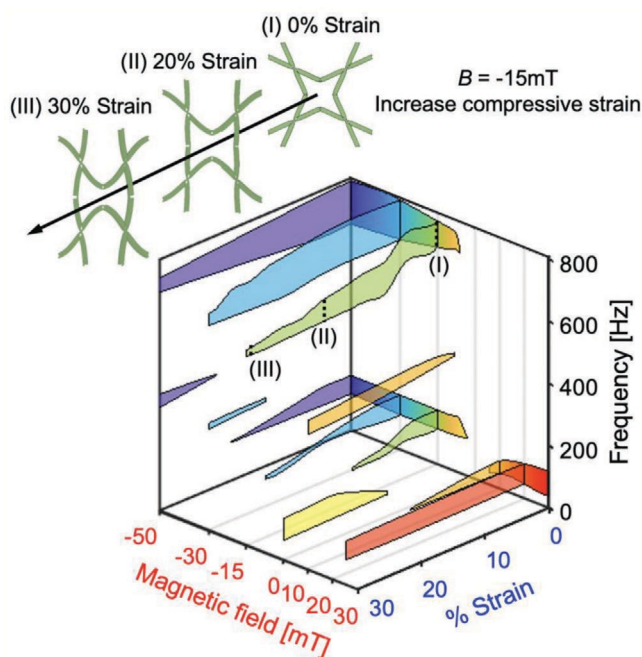 (I) 0% Strain
(II) 20% Strain
(III) 30% Strain
B = -15mT
Increase compressive strain
800
(I)
600
(II)
(III)
400
Frequency [Hz]
200
0
-50
-30
-15
0
10
20
30
Magnetic field [mT]
30
20
10
0
% Strain